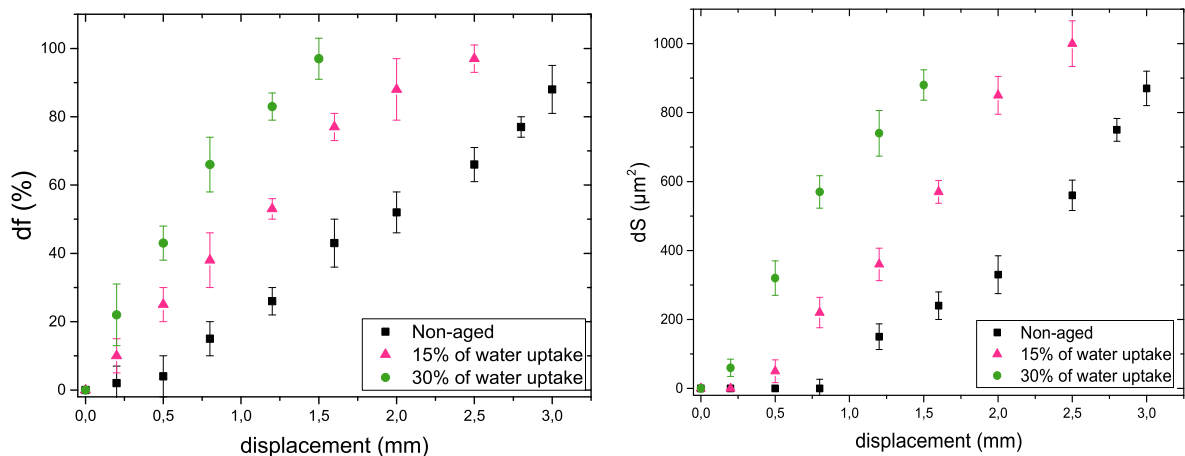 100
80
60
40
20
0
df (%)
Non-aged
15% of water uptake
30% of water uptake
0,0 0,5 1,0 1,5 2,0 2,5 3,0
displacement (mm)
1000
800
600
400
200
0
dS (µm²)
Non-aged
15% of water uptake
30% of water uptake
0,0 0,5 1,0 1,5 2,0 2,5 3,0
displacement (mm)